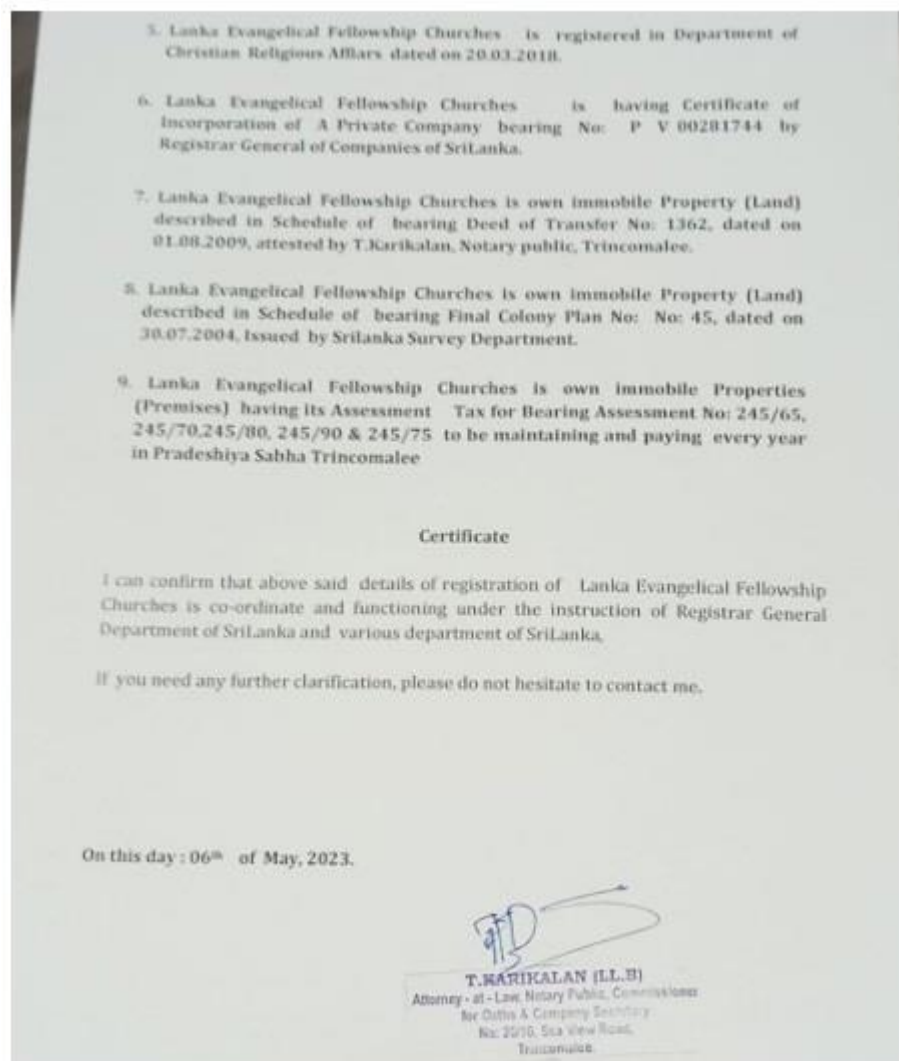 5. Lanka Evangelical Fellowship Churches is registered in Department of
Christian Religious Affiars dated on 20.03.2018.
6. Lanka Evangelical Fellowship Churches is having Certificate of
Incorporation of A Private Company bearing No: P V 00281744 by
Registrar General of Companies of SriLanka.
7. Lanka Evangelical Fellowship Churches is own immobile Property (Land)
described in Schedule of bearing Deed of Transfer No: 1362, dated on
01.08.2009, attested by T.Karikalan, Notary public, Trincomalee.
8. Lanka Evangelical Fellowship Churches is own immobile Property (Land)
described in Schedule of bearing Final Colony Plan No: No: 45, dated on
30.07.2004, Issued by Srilanka Survey Department.
9. Lanka Evangelical Fellowship Churches is own immobile Properties
(Premises) having its Assessment Tax for Bearing Assessment No: 245/65,
245/70,245/80, 245/90 & 245/75 to be maintaining and paying every year
in Pradeshiya Sabha Trincomalee
Certificate
I can confirm that above said details of registration of Lanka Evangelical Fellowship
Churches is co-ordinate and functioning under the instruction of Registrar General
Department of SriLanka and various department of SriLanka.
If you need any further clarification, please do not hesitate to contact me.
On this day : 06th of May, 2023.
T.KARIKALAN (LL.B)
Attorney - at - Law, Notary Public, Commissioner
for Oaths & Company Secretary
Sea View Road,
Trincomalee.